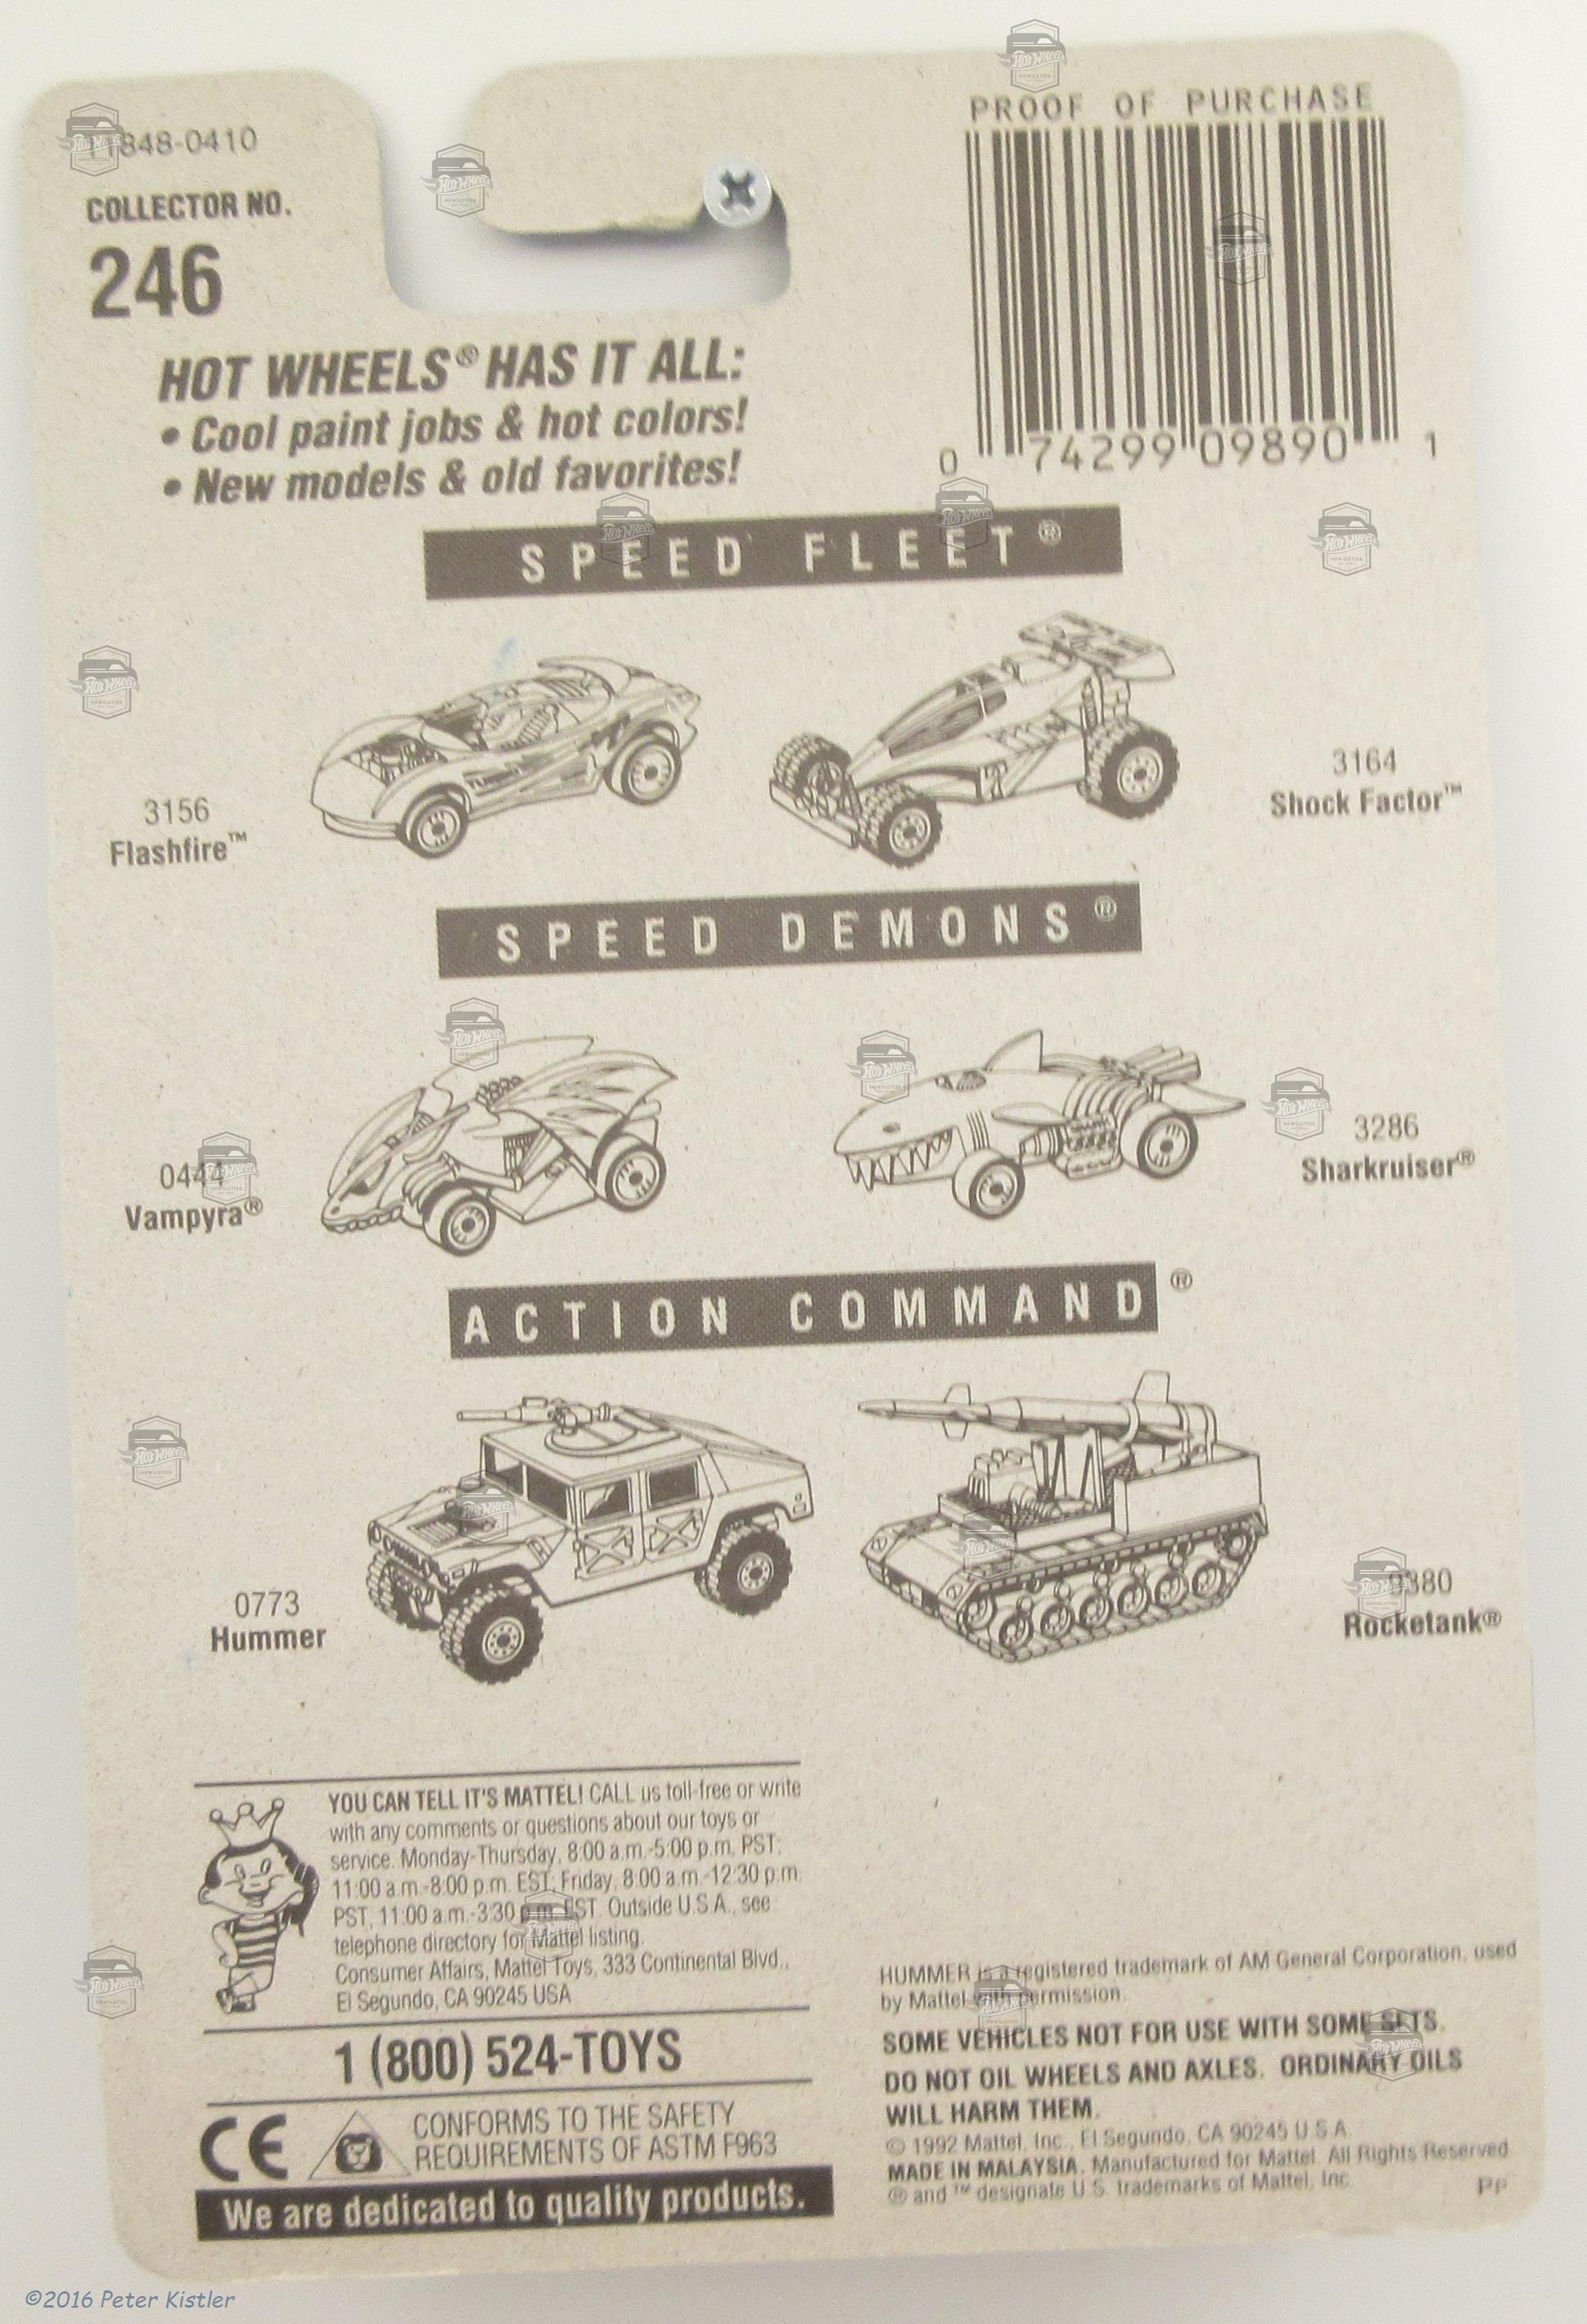 11848-0410
COLLECTOR NO.
246
PROOF OF PURCHASE
0 74299 09890 1
HOT WHEELS® HAS IT ALL:
• Cool paint jobs & hot colors!
• New models & old favorites!
SPEED FLEET®
3156
Flashfire™
3164
Shock Factor™
SPEED DEMONS®
0444
Vampyra®
3286
Sharkruiser®
ACTION COMMAND®
0773
Hummer
9380
Rocketank®
YOU CAN TELL IT'S MATTEL! CALL us toll-free or write
with any comments or questions about our toys or
service. Monday-Thursday, 8:00 a.m.-5:00 p.m. PST;
11:00 a.m.-8:00 p.m. EST; Friday, 8:00 a.m.-12:30 p.m.
PST, 11:00 a.m.-3:30 p.m. EST. Outside U.S.A., see
telephone directory for Mattel listing.
Consumer Affairs, Mattel Toys, 333 Continental Blvd.,
El Segundo, CA 90245 USA
1 (800) 524-TOYS
CE
CONFORMS TO THE SAFETY
REQUIREMENTS OF ASTM F963
We are dedicated to quality products.
HUMMER is a registered trademark of AM General Corporation, used
by Mattel with permission.
SOME VEHICLES NOT FOR USE WITH SOME SETS.
DO NOT OIL WHEELS AND AXLES. ORDINARY OILS
WILL HARM THEM.
© 1992 Mattel, Inc., El Segundo, CA 90245 U.S.A.
MADE IN MALAYSIA. Manufactured for Mattel. All Rights Reserved
® and ™ designate U.S. trademarks of Mattel, Inc.
PP
©2016 Peter Kistler